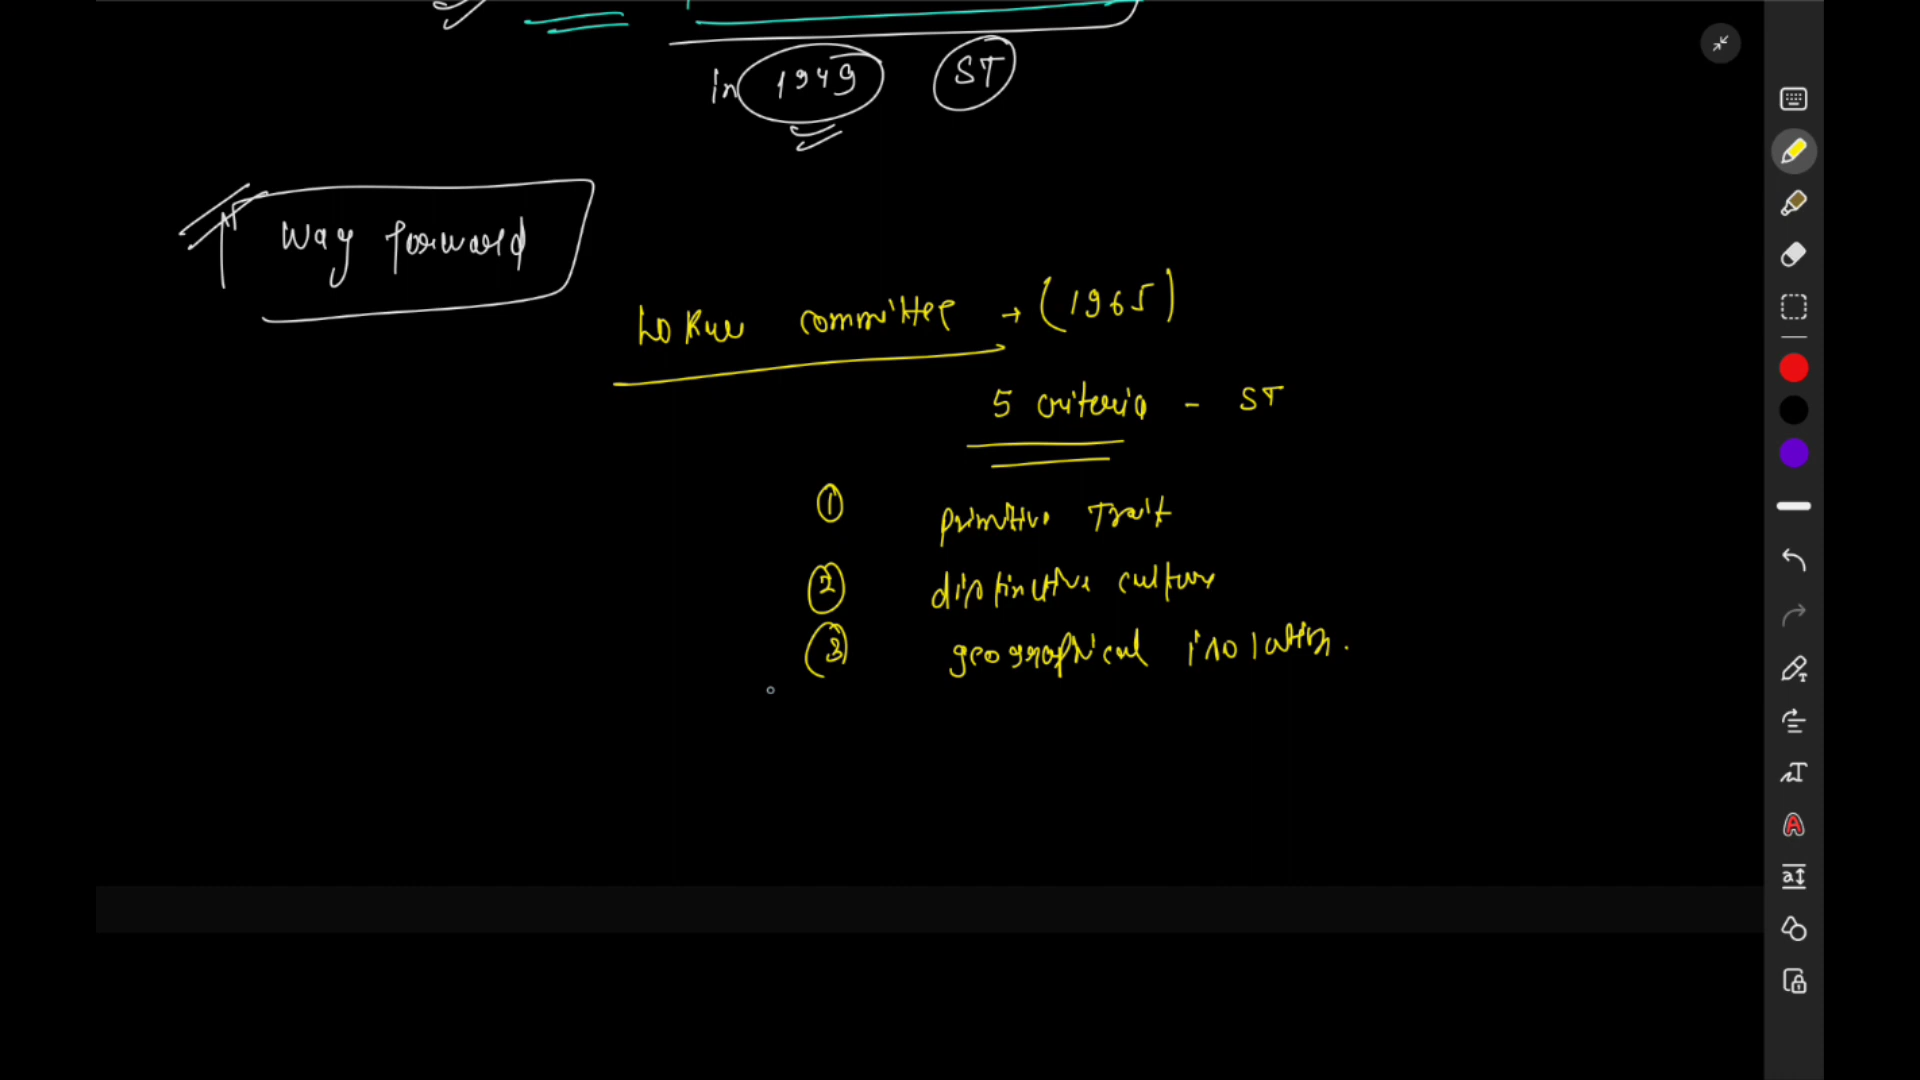 in 1949 ST
Way forward
Lokur committee → (1965)
5 criteria - ST
① primitive Trait
② distinctive culture
③ geographical isolation.